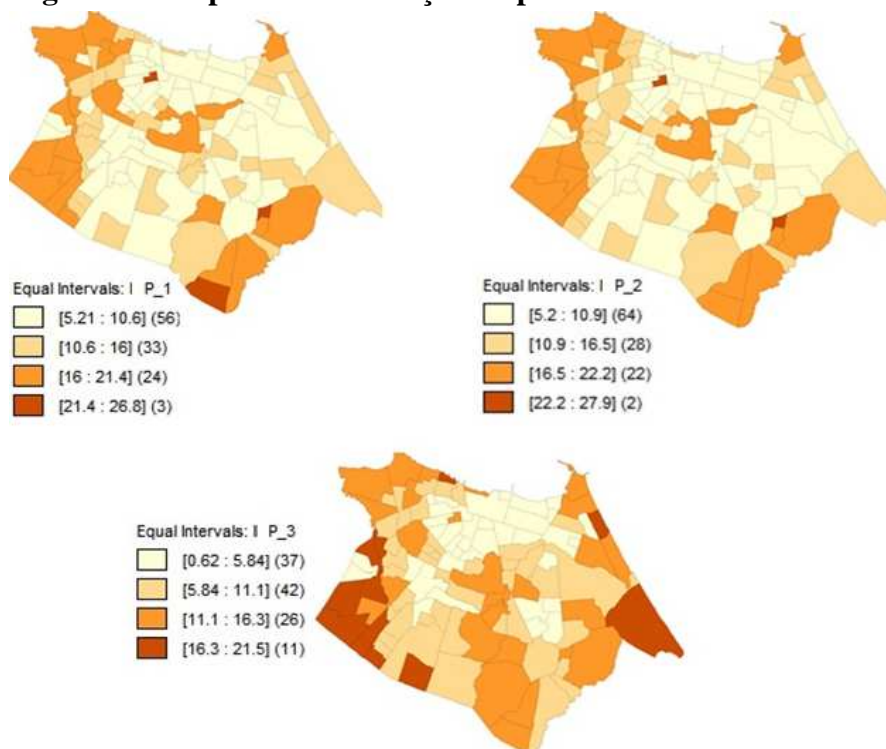 Equal Intervals: I P_1
[5.21 : 10.6] (56)
[10.6 : 16] (33)
[16 : 21.4] (24)
[21.4 : 26.8] (3)
Equal Intervals: I P_2
[5.2 : 10.9] (64)
[10.9 : 16.5] (28)
[16.5 : 22.2] (22)
[22.2 : 27.9] (2)
Equal Intervals: I P_3
[0.62 : 5.84] (37)
[5.84 : 11.1] (42)
[11.1 : 16.3] (26)
[16.3 : 21.5] (11)